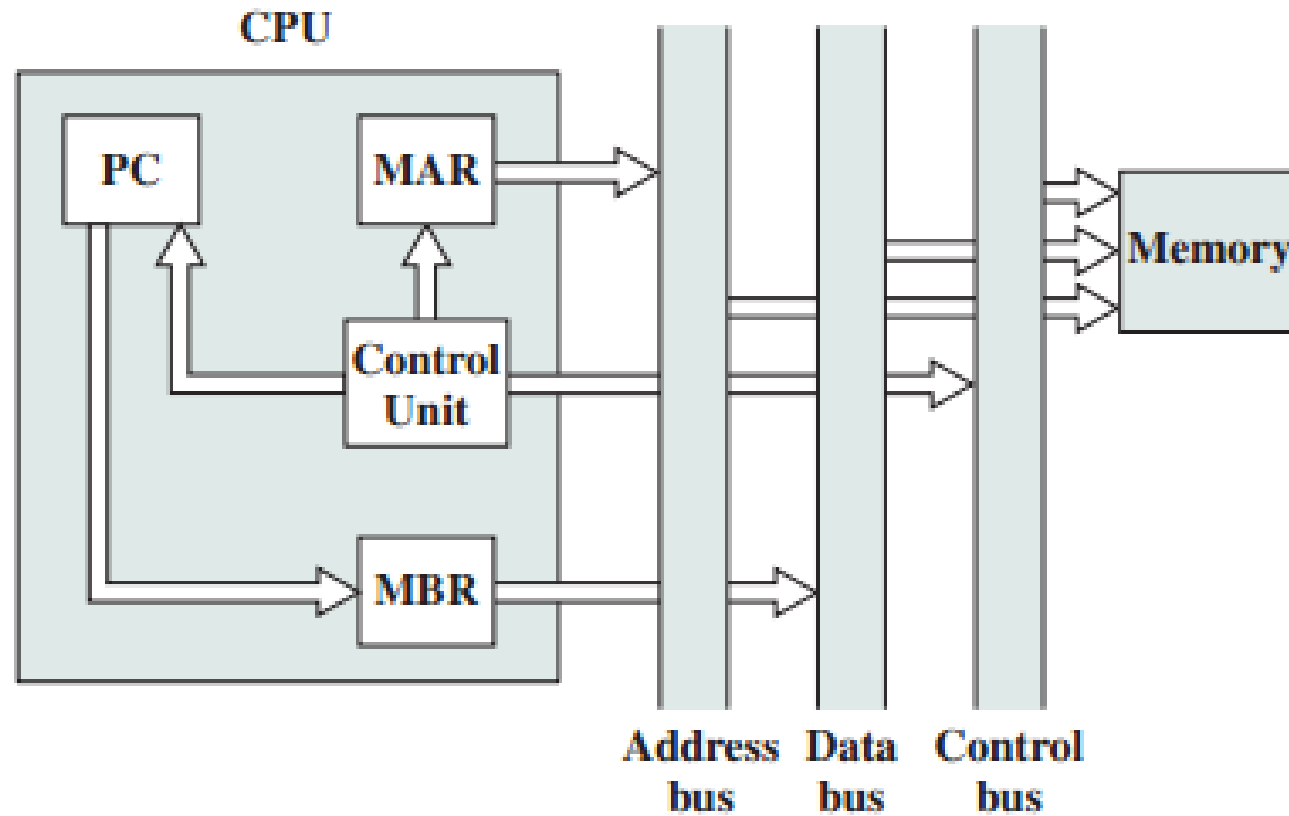 CPU
PC
MAR
Memory
Control
Unit
MBR
Address
bus
Data
bus
Control
bus